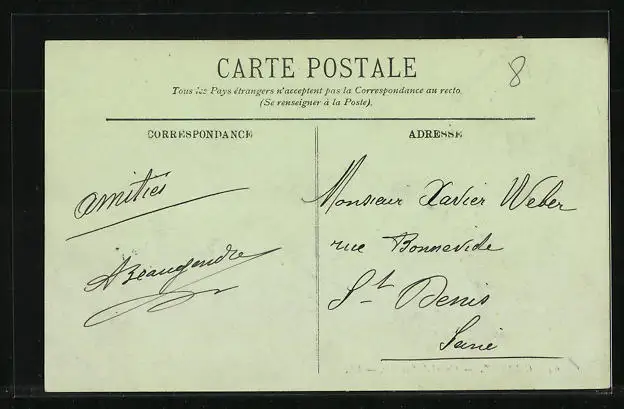 CARTE POSTALE
8
Tous les Pays étrangers n'acceptent pas la Correspondance au recto.
(Se renseigner à la Poste).
CORRESPONDANCE
ADRESSE
amitiés
ABeaugendre
Monsieur Xavier Weber
rue Bonnevide
St Denis
Seine